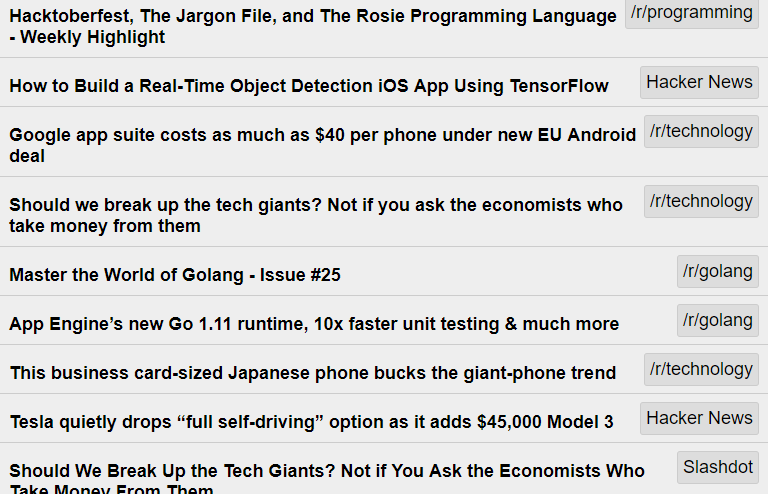 Hacktoberfest, The Jargon File, and The Rosie Programming Language /r/programming
- Weekly Highlight
How to Build a Real-Time Object Detection iOS App Using TensorFlow Hacker News
Google app suite costs as much as $40 per phone under new EU Android /r/technology
deal
Should we break up the tech giants? Not if you ask the economists who /r/technology
take money from them
Master the World of Golang - Issue #25 /r/golang
App Engine’s new Go 1.11 runtime, 10x faster unit testing & much more /r/golang
This business card-sized Japanese phone bucks the giant-phone trend /r/technology
Tesla quietly drops “full self-driving” option as it adds $45,000 Model 3 Hacker News
Should We Break Up the Tech Giants? Not if You Ask the Economists Who Slashdot
Take Money From Them